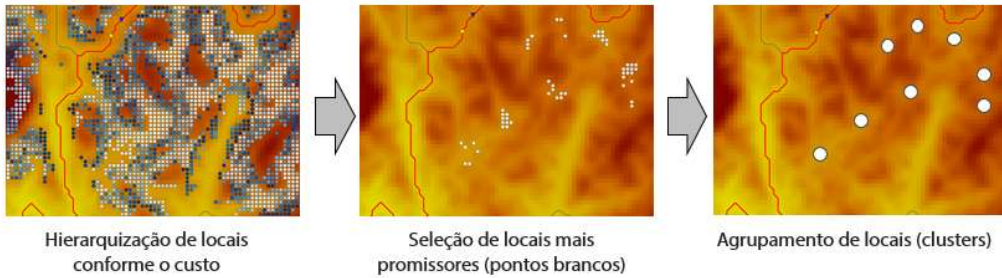 Hierarquização de locais
conforme o custo
Seleção de locais mais
promissores (pontos brancos)
Agrupamento de locais (clusters)